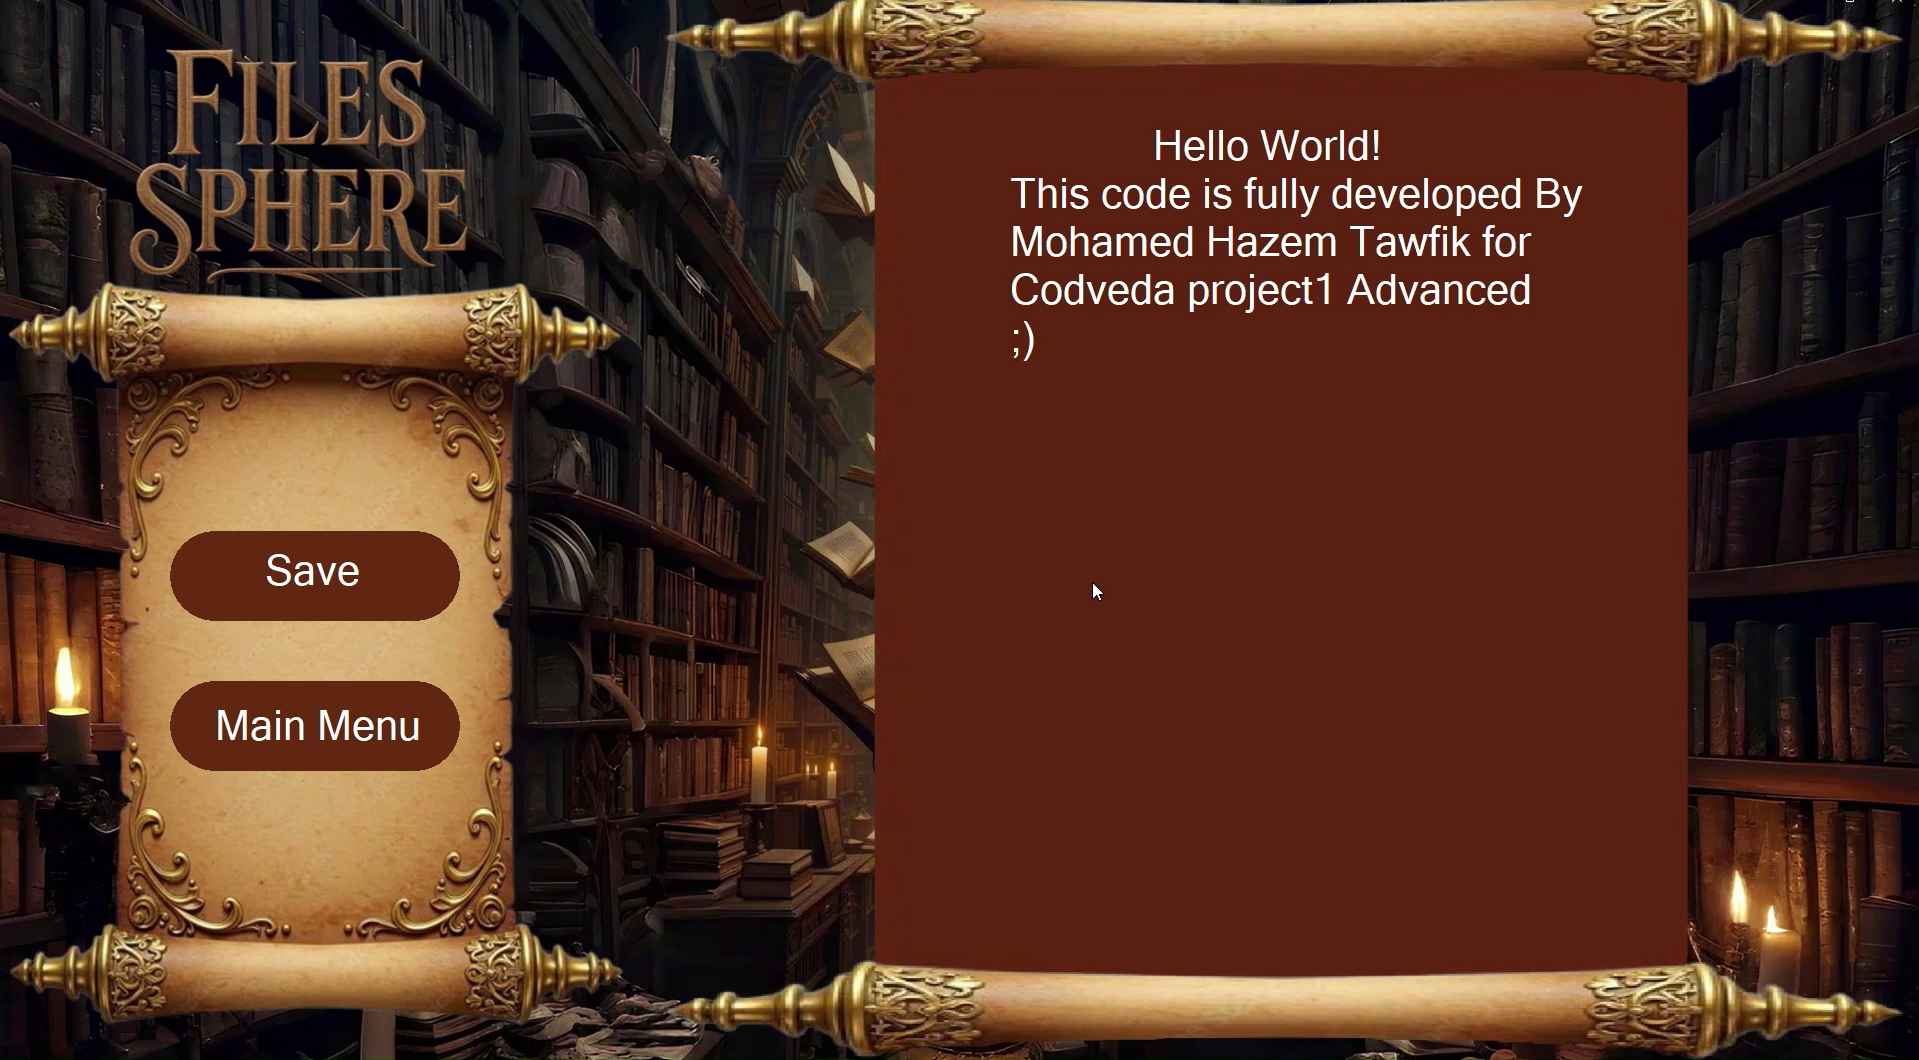 FILES
SPHERE
Save
Main Menu
Hello World!
This code is fully developed By
Mohamed Hazem Tawfik for
Codveda project1 Advanced
;)